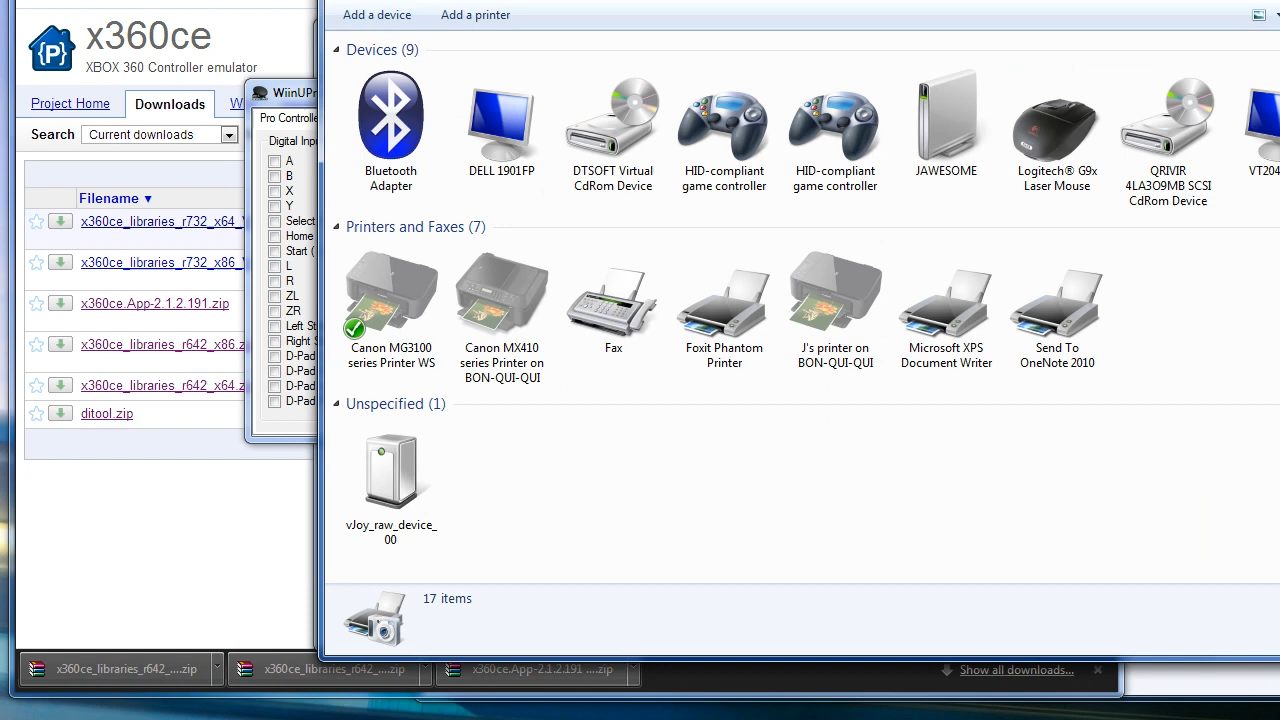 x360ce
XBOX 360 Controller emulator
Project Home
Downloads
W
Search
Current downloads
Filename ▼
x360ce_libraries_r732_x64_
x360ce_libraries_r732_x86_
x360ce.App-2.1.2.191.zip
x360ce_libraries_r642_x86.z
x360ce_libraries_r642_x64.z
ditool.zip
WiinUPr
Pro Controlle
Digital Inpu
A
B
X
Y
Select
Home
Start (
L
R
ZL
ZR
Left St
Right S
D-Pad
D-Pad
D-Pad
D-Pad
Add a device
Add a printer
Devices (9)
Bluetooth
Adapter
DELL 1901FP
DTSOFT Virtual
CdRom Device
HID-compliant
game controller
HID-compliant
game controller
JAWESOME
Logitech® G9x
Laser Mouse
QRIVIR
4LA3O9MB SCSI
CdRom Device
VT204
Printers and Faxes (7)
Canon MG3100
series Printer WS
Canon MX410
series Printer on
BON-QUI-QUI
Fax
Foxit Phantom
Printer
J's printer on
BON-QUI-QUI
Microsoft XPS
Document Writer
Send To
OneNote 2010
Unspecified (1)
vJoy_raw_device_
00
17 items
x360ce_libraries_r642_....zip
x360ce_libraries_r642_....zip
x360ce.App-2.1.2.191 ....zip
Show all downloads...